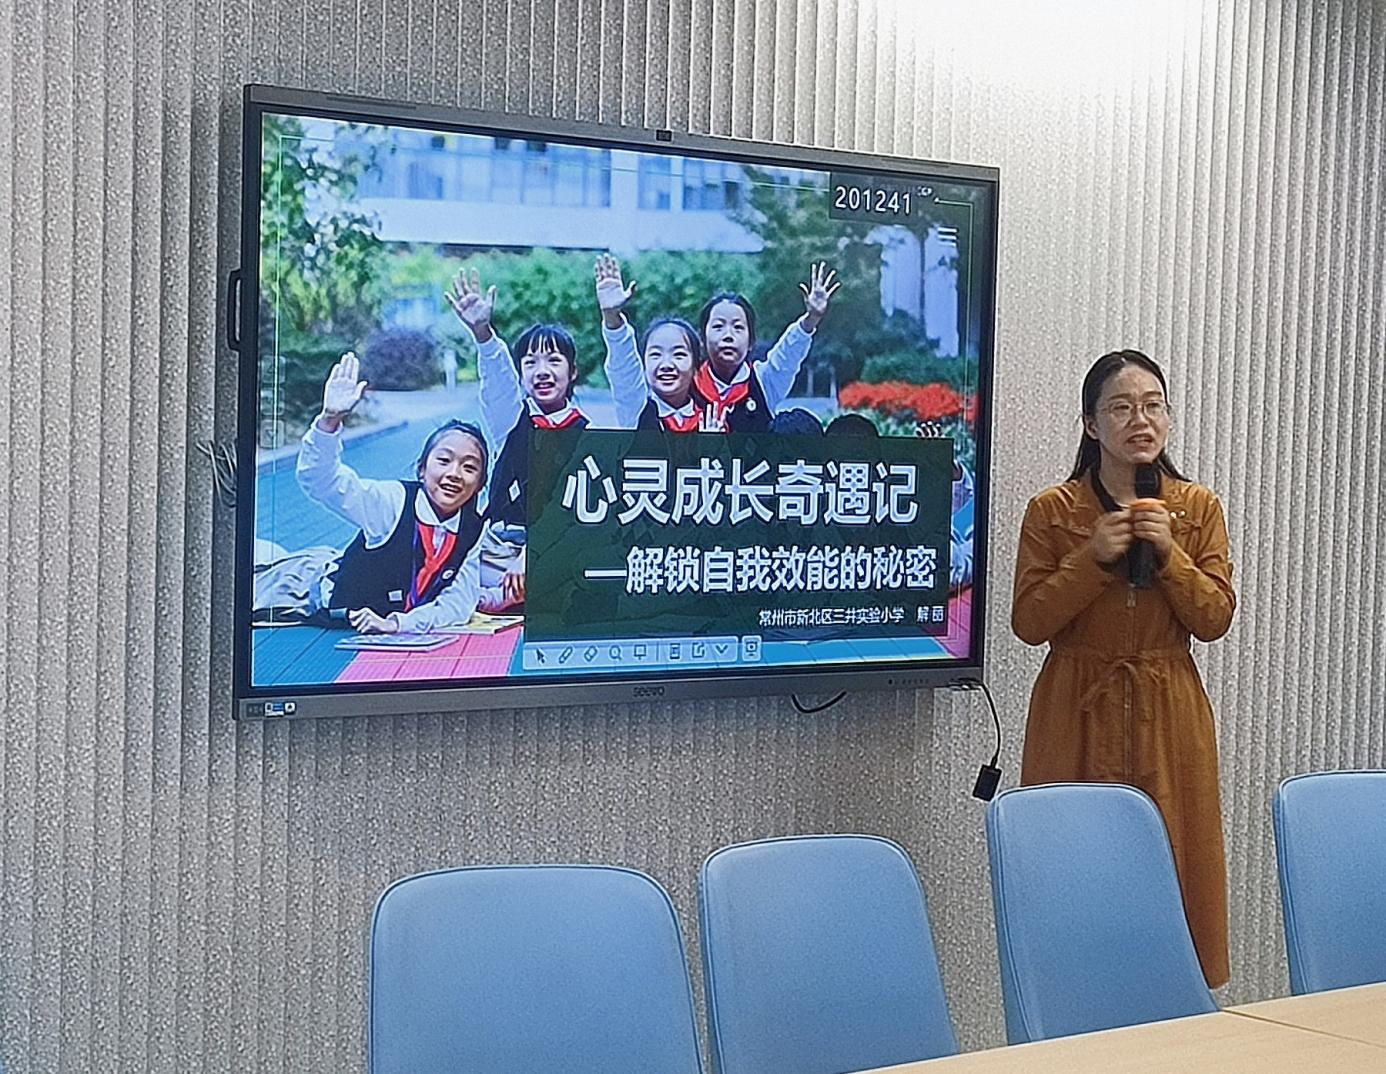 201241
心灵成长奇遇记
—解锁自我效能的秘密
常州市新北区三井实验小学 解 丽
seewo